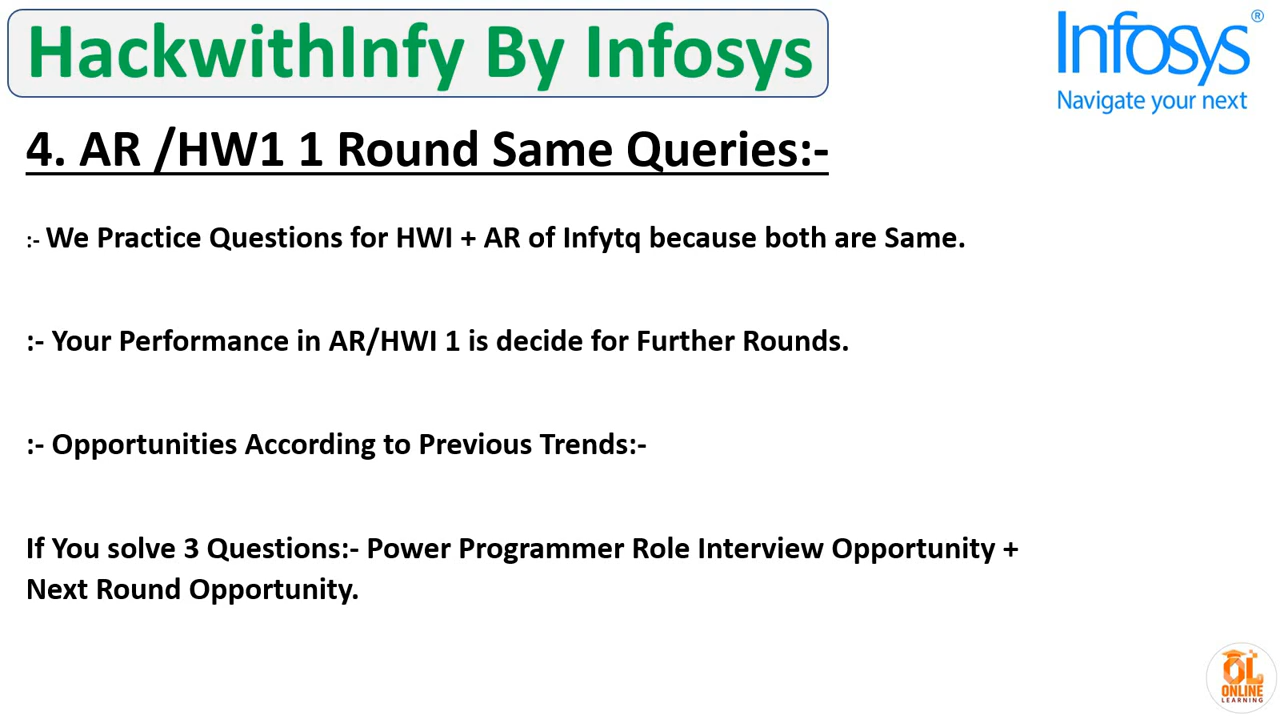 HackwithInfy By Infosys
Infosys®
Navigate your next
4. AR /HW1 1 Round Same Queries:-
:- We Practice Questions for HWI + AR of Infytq because both are Same.
:- Your Performance in AR/HWI 1 is decide for Further Rounds.
:- Opportunities According to Previous Trends:-
If You solve 3 Questions:- Power Programmer Role Interview Opportunity +
Next Round Opportunity.
OL
ONLINE
LEARNING